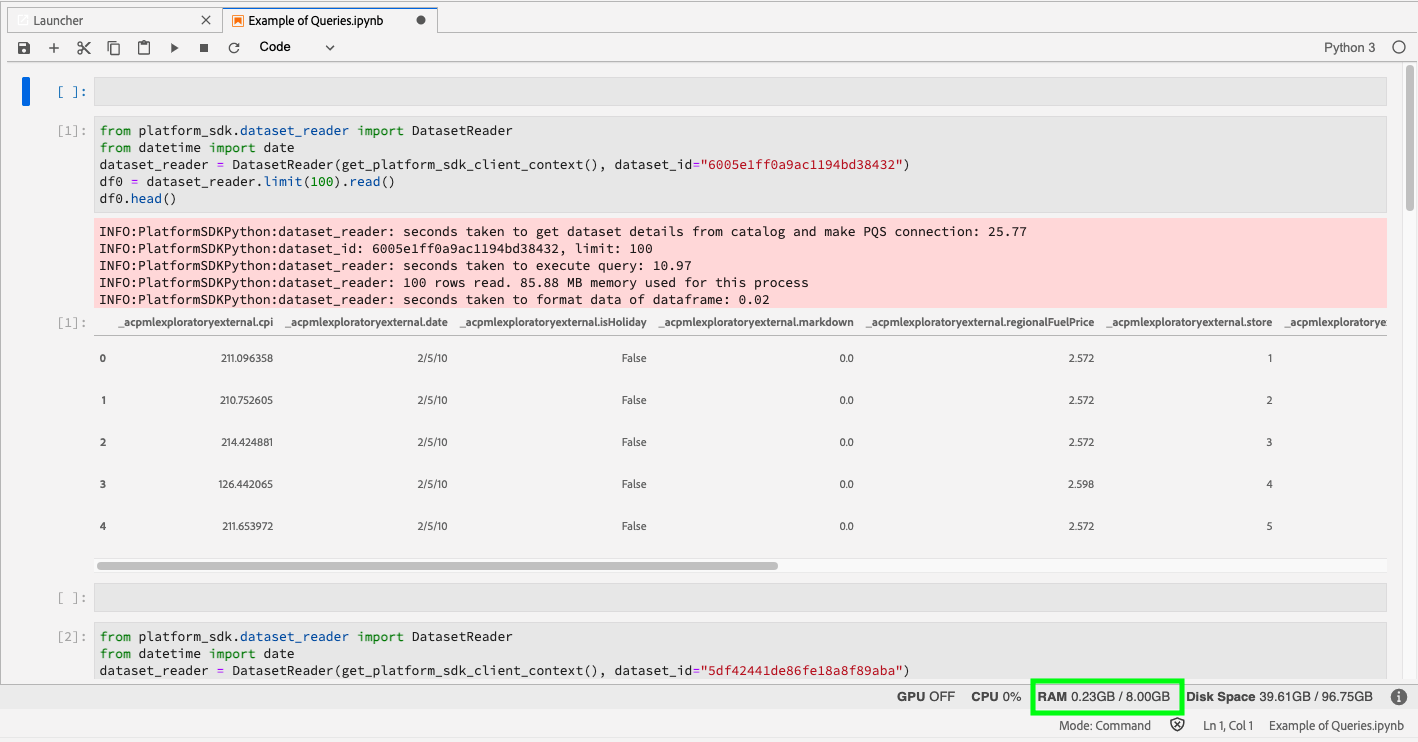 Launcher
Example of Queries.ipynb
Code
Python 3
[ ]:
[1]:
from platform_sdk.dataset_reader import DatasetReader
from datetime import date
dataset_reader = DatasetReader(get_platform_sdk_client_context(), dataset_id="6005e1ff0a9ac1194bd38432")
df0 = dataset_reader.limit(100).read()
df0.head()
INFO:PlatformSDKPython:dataset_reader: seconds taken to get dataset details from catalog and make PQS connection: 25.77
INFO:PlatformSDKPython:dataset_id: 6005e1ff0a9ac1194bd38432, limit: 100
INFO:PlatformSDKPython:dataset_reader: seconds taken to execute query: 10.97
INFO:PlatformSDKPython:dataset_reader: 100 rows read. 85.88 MB memory used for this process
INFO:PlatformSDKPython:dataset_reader: seconds taken to format data of dataframe: 0.02
[1]:
_acpmlexploratoryexternal.cpi _acpmlexploratoryexternal.date _acpmlexploratoryexternal.isHoliday _acpmlexploratoryexternal.markdown _acpmlexploratoryexternal.regionalFuelPrice _acpmlexploratoryexternal.store _acpmlexploratorye
0 211.096358 2/5/10 False 0.0 2.572 1
1 210.752605 2/5/10 False 0.0 2.572 2
2 214.424881 2/5/10 False 0.0 2.572 3
3 126.442065 2/5/10 False 0.0 2.598 4
4 211.653972 2/5/10 False 0.0 2.572 5
[ ]:
[2]:
from platform_sdk.dataset_reader import DatasetReader
from datetime import date
dataset_reader = DatasetReader(get_platform_sdk_client_context(), dataset_id="5df42441de86fe18a8f89aba")
GPU OFF CPU 0% RAM 0.23GB / 8.00GB Disk Space 39.61GB / 96.75GB
Mode: Command Ln 1, Col 1 Example of Queries.ipynb